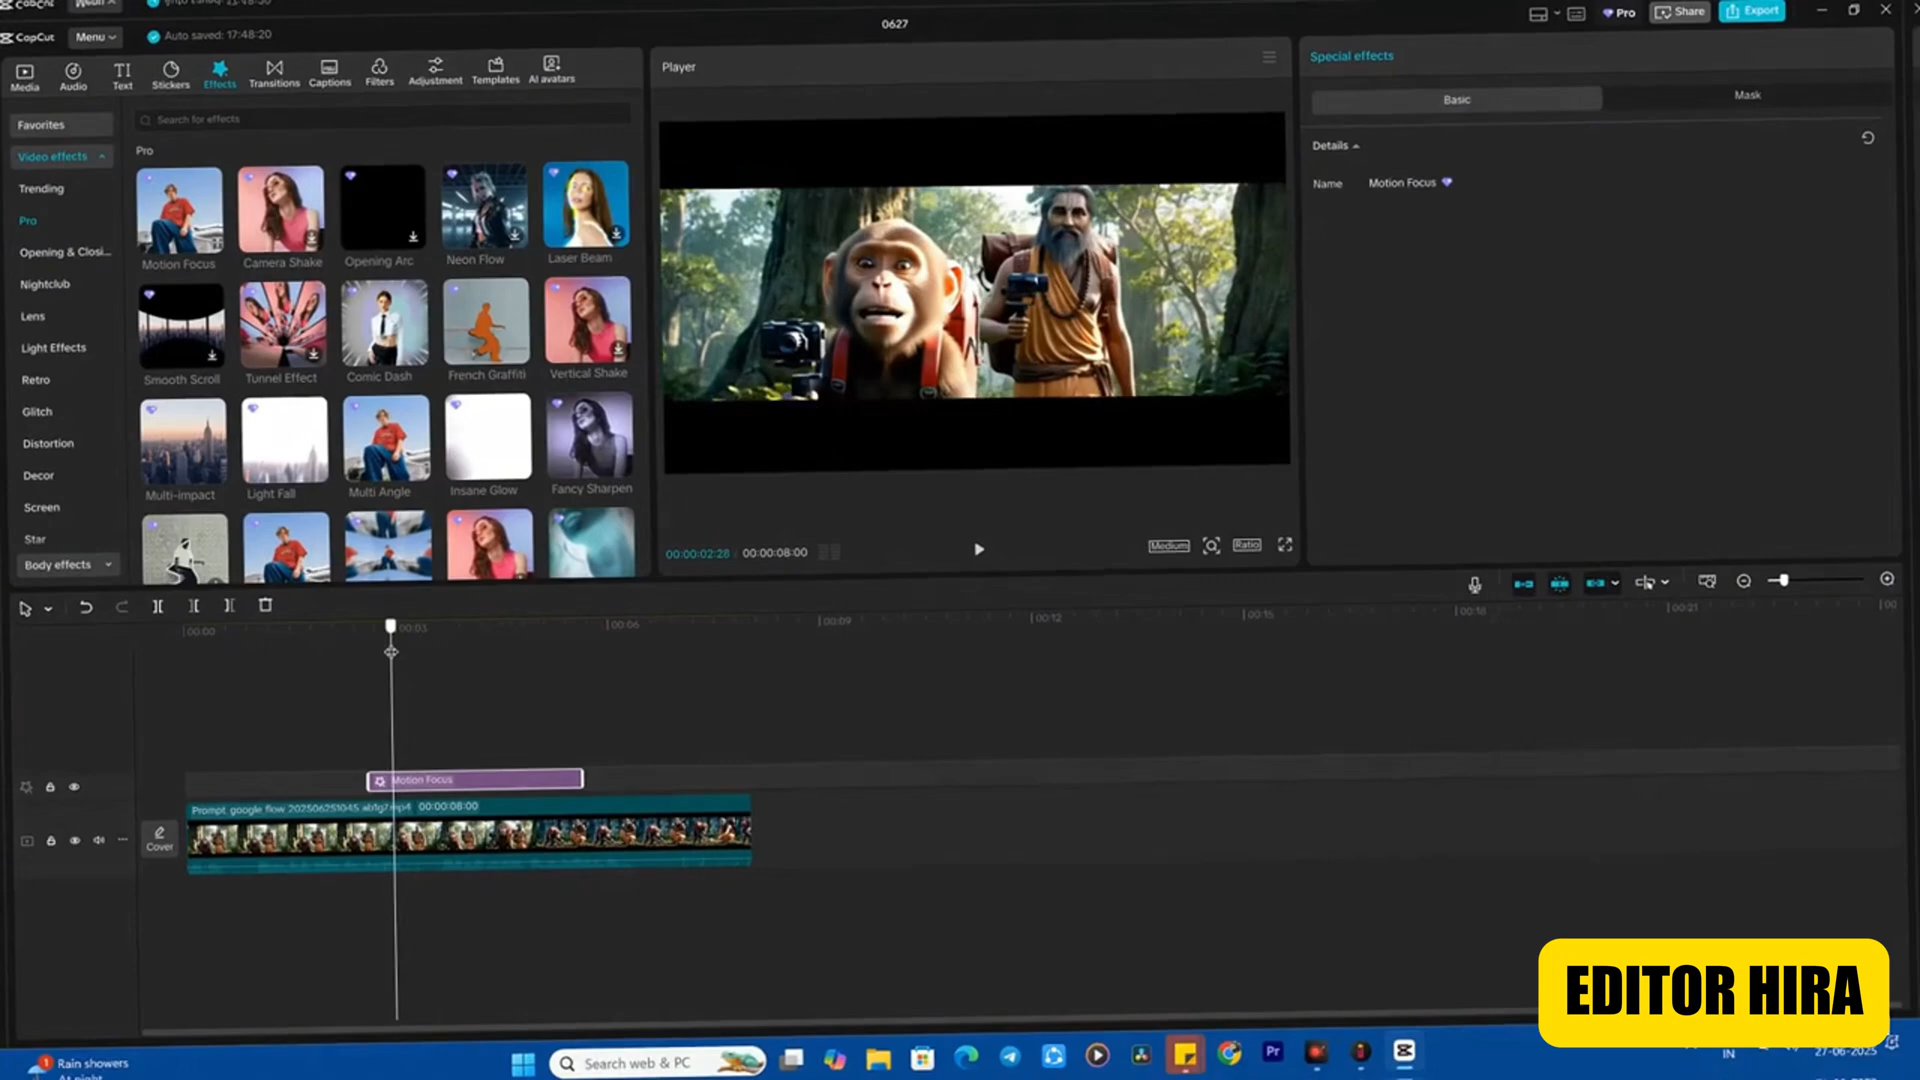 CapCut Menu Auto saved: 17:48:20 0627 Pro Share Export
Media Audio Text Stickers Effects Transitions Captions Filters Adjustment Templates AI avatars
Search for effects
Favorites
Video effects
Trending
Pro
Opening & Closi...
Nightclub
Lens
Light Effects
Retro
Glitch
Distortion
Decor
Screen
Star
Body effects
Pro
Motion Focus Camera Shake Opening Arc Neon Flow Laser Beam
Smooth Scroll Tunnel Effect Comic Dash French Graffiti Vertical Shake
Multi-impact Light Fall Multi Angle Insane Glow Fancy Sharpen
Player
00:00:02:28 00:00:08:00 Medium Ratio
Special effects
Basic Mask
Details
Name Motion Focus
00:00 00:03 00:06 00:09 00:12 00:15 00:18 00:21
Motion Focus
Prompt google flow 00:00:08:00
Cover
EDITOR HIRA
Rain showers
At night
Search web & PC
Pr
IN
27-06-2025